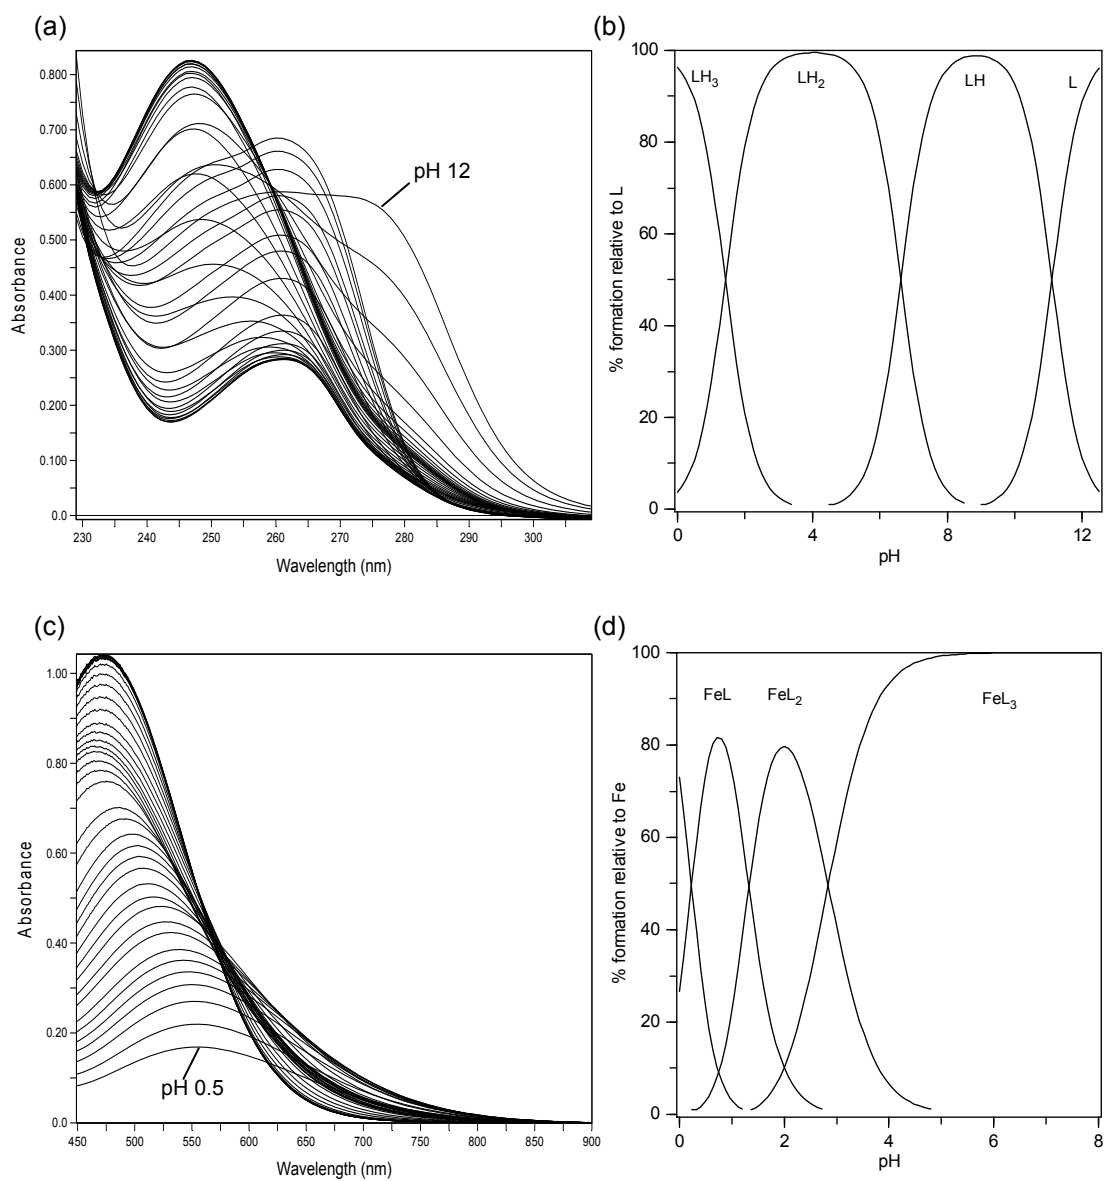 (a)
0.800
0.700
0.600
0.500
0.400
0.300
0.200
0.100
0.0
Absorbance
pH 12
230 240 250 260 270 280 290 300
Wavelength (nm)
(b)
100
80
60
40
20
0
% formation relative to L
LH3 LH2 LH L
0 4 8 12
pH
(c)
1.00
0.80
0.60
0.40
0.20
0.0
Absorbance
pH 0.5
450 500 550 600 650 700 750 800 850 900
Wavelength (nm)
(d)
100
80
60
40
20
0
% formation relative to Fe
FeL FeL2 FeL3
0 2 4 6 8
pH